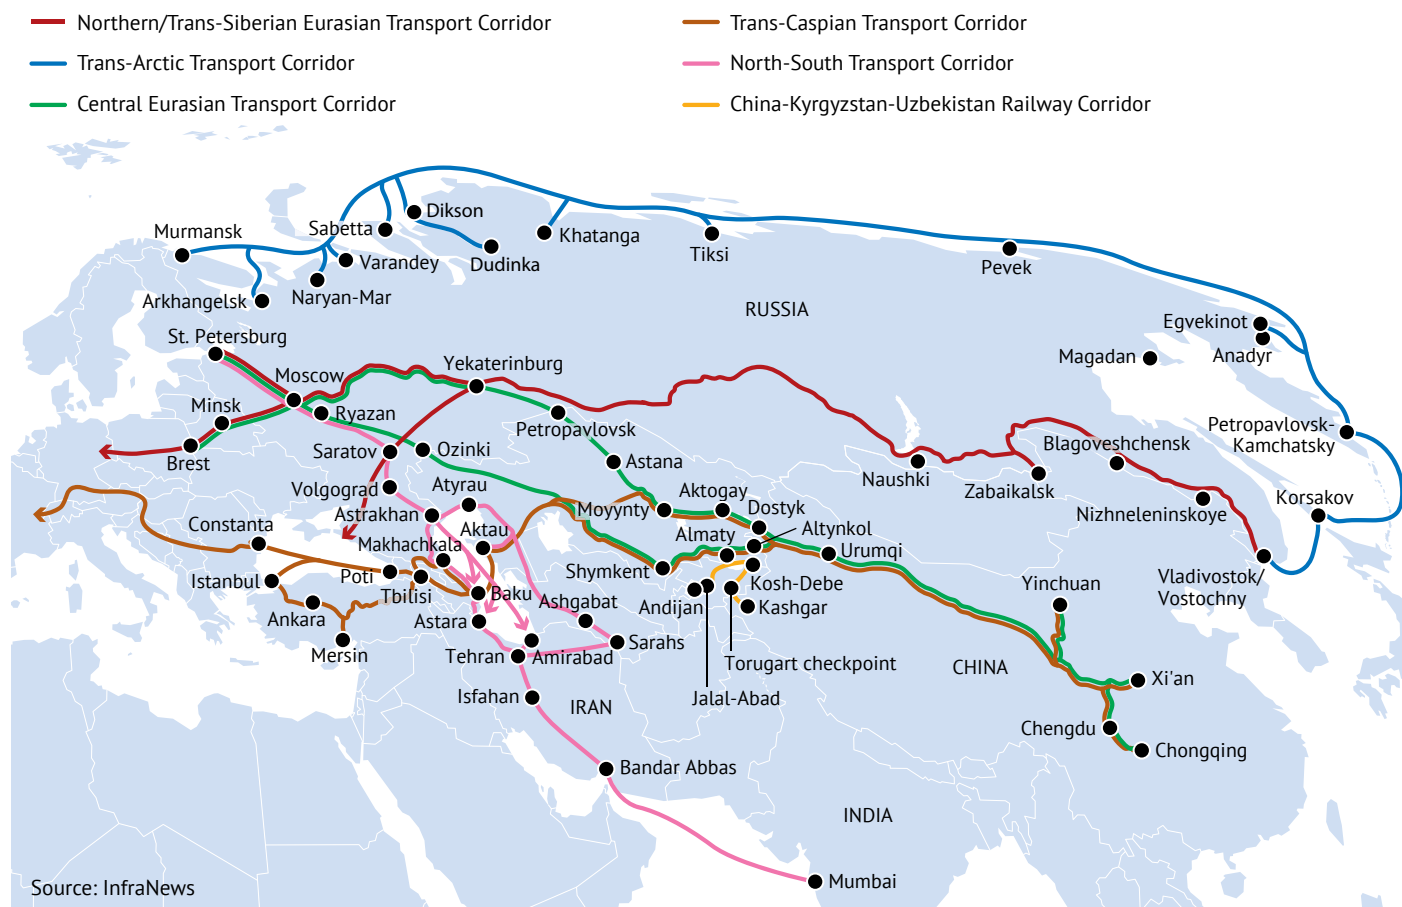 Northern/Trans-Siberian Eurasian Transport Corridor
Trans-Arctic Transport Corridor
Central Eurasian Transport Corridor
Trans-Caspian Transport Corridor
North-South Transport Corridor
China-Kyrgyzstan-Uzbekistan Railway Corridor
Murmansk
Sabetta
Dikson
Khatanga
Tiksi
Varandey
Dudinka
Pevek
Arkhangelsk
Naryan-Mar
RUSSIA
Egvekinot
Anadyr
Magadan
St. Petersburg
Yekaterinburg
Moscow
Minsk
Ryazan
Petropavlovsk
Petropavlovsk-
Kamchatsky
Blagoveshchensk
Brest
Saratov
Ozinki
Astana
Naushki
Zabaikalsk
Volgograd
Atyrau
Aktogay
Korsakov
Moyynty
Dostyk
Nizhneleninskoye
Astrakhan
Constanta
Aktau
Almaty
Altynkol
Makhachkala
Urumqi
Istanbul
Poti
Shymkent
Kosh-Debe
Yinchuan
Vladivostok/
Vostochny
Tbilisi
Baku
Ashgabat
Andijan
Kashgar
Ankara
Astara
Mersin
Tehran
Amirabad
Sarahs
Torugart checkpoint
CHINA
Xi'an
Isfahan
IRAN
Jalal-Abad
Chengdu
Chongqing
Bandar Abbas
INDIA
Mumbai
Source: InfraNews